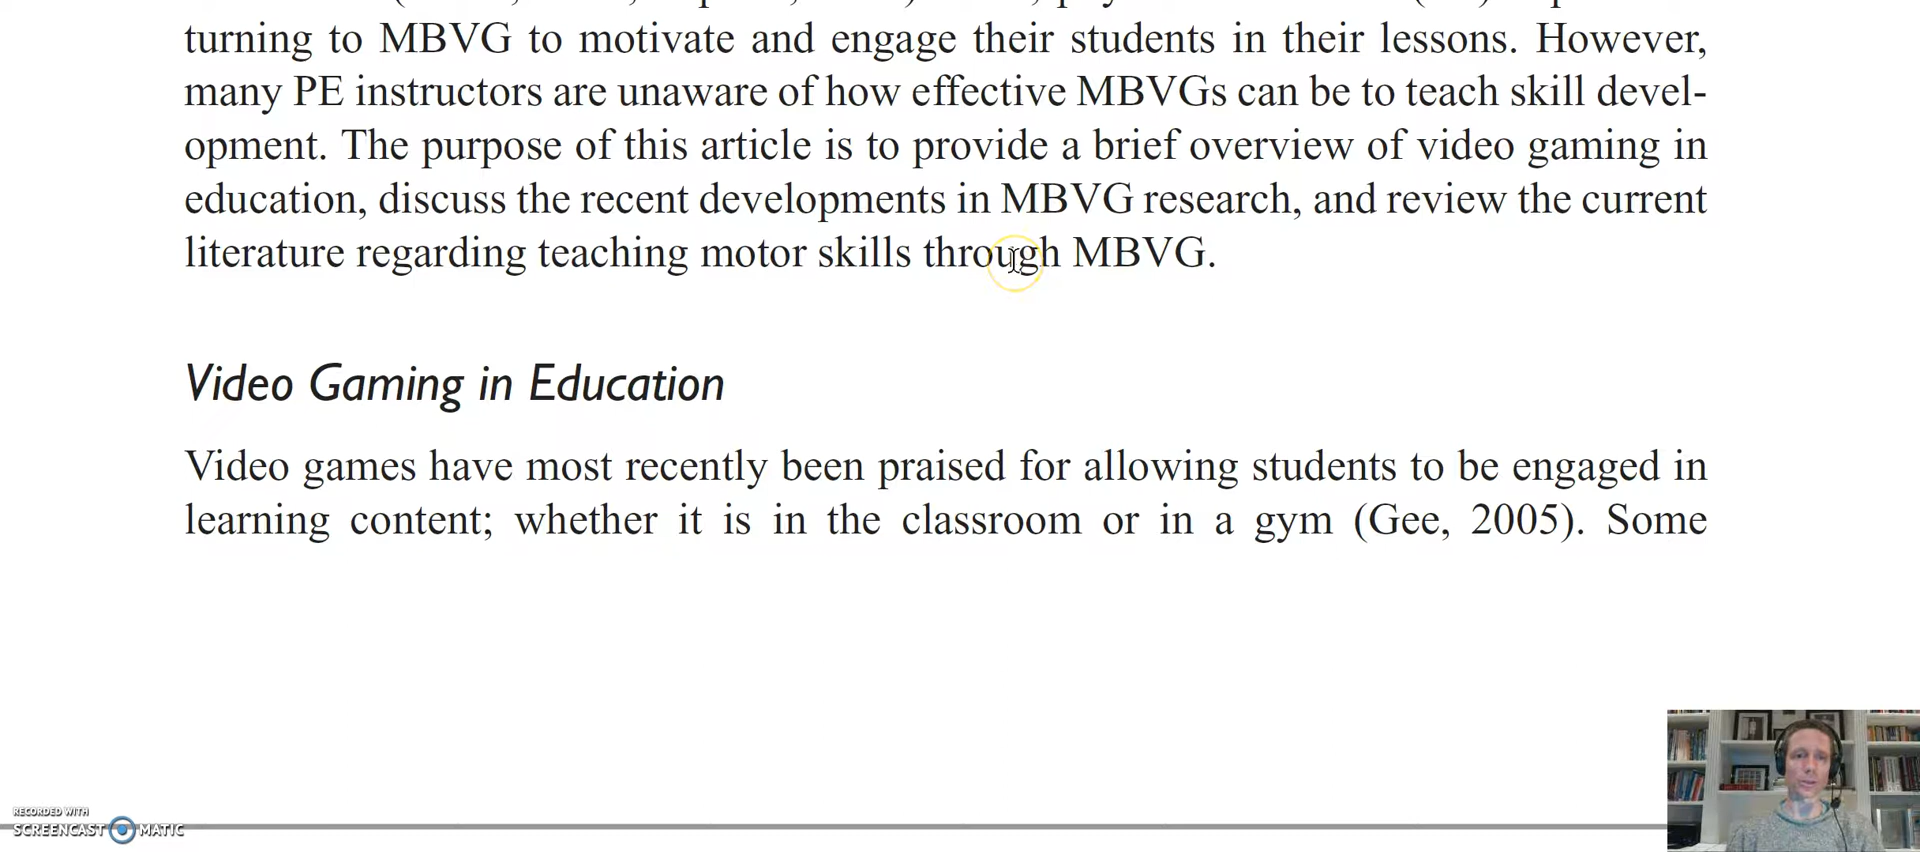 turning to MBVG to motivate and engage their students in their lessons. However,
many PE instructors are unaware of how effective MBVGs can be to teach skill devel-
opment. The purpose of this article is to provide a brief overview of video gaming in
education, discuss the recent developments in MBVG research, and review the current
literature regarding teaching motor skills through MBVG.
Video Gaming in Education
Video games have most recently been praised for allowing students to be engaged in
learning content; whether it is in the classroom or in a gym (Gee, 2005). Some
RECORDED WITH
SCREENCAST MATIC